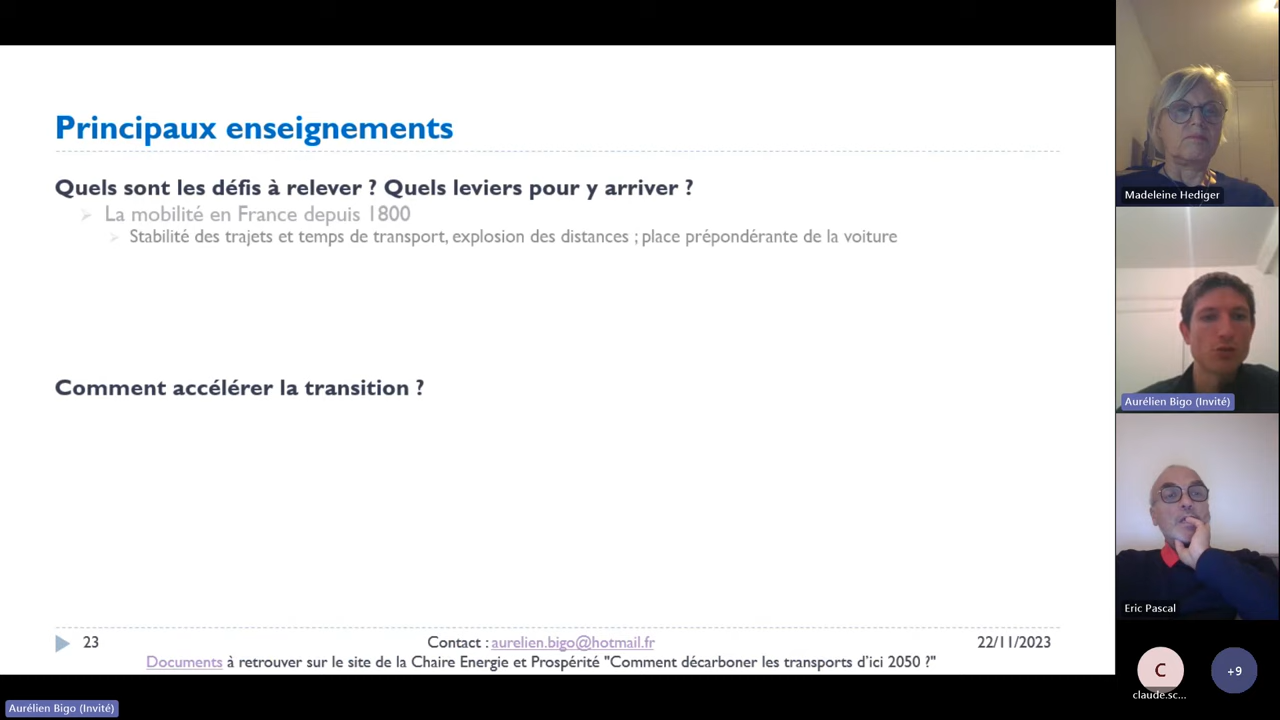 Principaux enseignements
Quels sont les défis à relever ? Quels leviers pour y arriver ?
La mobilité en France depuis 1800
Stabilité des trajets et temps de transport, explosion des distances ; place prépondérante de la voiture
Comment accélérer la transition ?
23
Contact : aurelien.bigo@hotmail.fr
22/11/2023
Documents à retrouver sur le site de la Chaire Energie et Prospérité "Comment décarboner les transports d'ici 2050 ?"
Aurélien Bigo (Invité)
Madeleine Hediger
Aurélien Bigo (Invité)
Eric Pascal
C
claude.sc...
+9